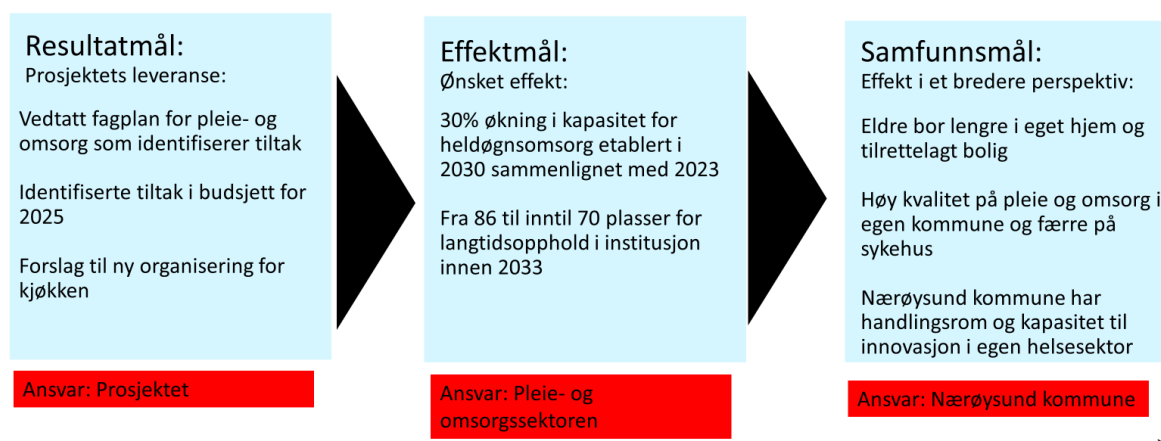 Resultatmål:
Prosjektets leveranse:
Vedtatt fagplan for pleie- og
omsorg som identifiserer tiltak
Identifiserte tiltak i budsjett for
2025
Forslag til ny organisering for
kjøkken
Ansvar: Prosjektet
Effektmål:
Ønsket effekt:
30% økning i kapasitet for
heldøgnsomsorg etablert i
2030 sammenlignet med 2023
Fra 86 til inntil 70 plasser for
langtidsopphold i institusjon
innen 2033
Ansvar: Pleie- og
omsorgssektoren
Samfunnsmål:
Effekt i et bredere perspektiv:
Eldre bor lengre i eget hjem og
tilrettelagt bolig
Høy kvalitet på pleie og omsorg i
egen kommune og færre på
sykehus
Nærøysund kommune har
handlingsrom og kapasitet til
innovasjon i egen helsesektor
Ansvar: Nærøysund kommune